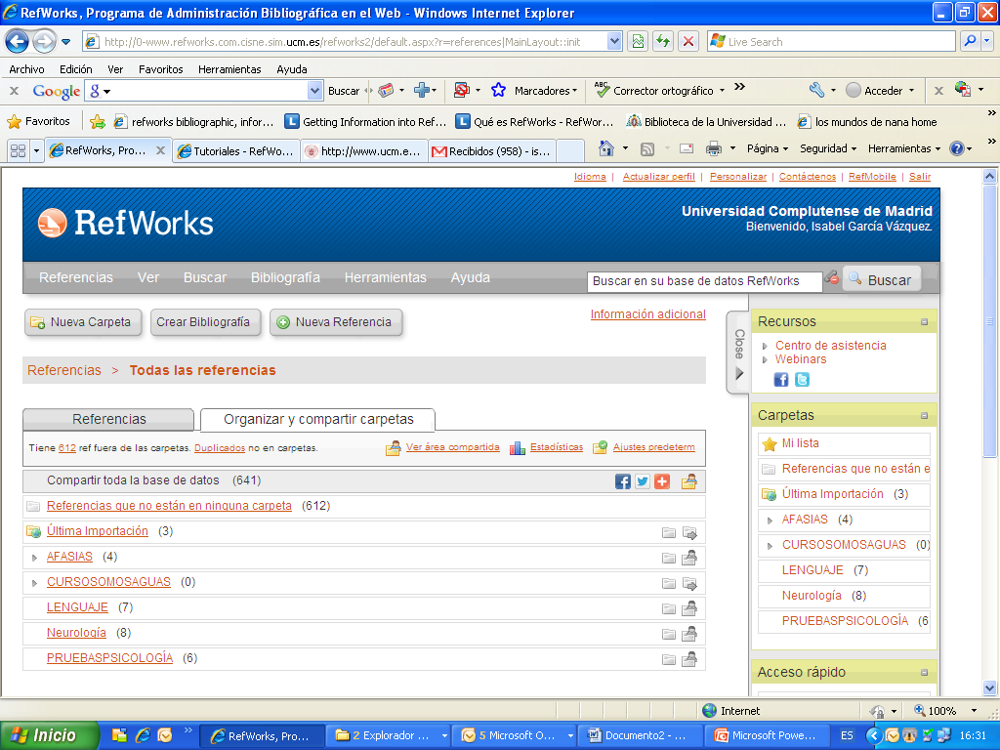 RefWorks, Programa de Administración Bibliográfica en el Web - Windows Internet Explorer
http://0-www.refworks.com.cisne.sim.ucm.es/refworks2/default.aspx?r=references|MainLayout::init
Live Search
Archivo Edición Ver Favoritos Herramientas Ayuda
x Google g Buscar Marcadores ABC Corrector ortográfico » Acceder x
Favoritos refworks bibliographic, infor... L Getting Information into Ref... L Qué es RefWorks - RefWor... Biblioteca de la Universidad ... los mundos de nana home »
RefWorks, Pro... x Tutoriales - RefWo... http://www.ucm.e... Recibidos (958) - is... Página Seguridad Herramientas »
Idioma | Actualizar perfil | Personalizar | Contáctenos | RefMobile | Salir
RefWorks
Universidad Complutense de Madrid
Bienvenido, Isabel García Vázquez.
Referencias Ver Buscar Bibliografía Herramientas Ayuda
Buscar en su base de datos RefWorks Buscar
Nueva Carpeta Crear Bibliografía Nueva Referencia
Información adicional
Referencias > Todas las referencias
Referencias Organizar y compartir carpetas
Tiene 612 ref fuera de las carpetas. Duplicados no en carpetas.
Ver área compartida Estadísticas Ajustes predeterm
Compartir toda la base de datos (641)
Referencias que no están en ninguna carpeta (612)
Última Importación (3)
AFASIAS (4)
CURSOSOMOSAGUAS (0)
LENGUAJE (7)
Neurología (8)
PRUEBASPSICOLOGÍA (6)
Close
Recursos
Centro de asistencia
Webinars
Carpetas
Mi lista
Referencias que no están e
Última Importación (3)
AFASIAS (4)
CURSOSOMOSAGUAS (0)
LENGUAJE (7)
Neurología (8)
PRUEBASPSICOLOGÍA (6
Acceso rápido
Internet 100%
Inicio » RefWorks, Pro... 2 Explorador ... 5 Microsoft O... Documento2 - ... Microsoft Powe... ES 16:31